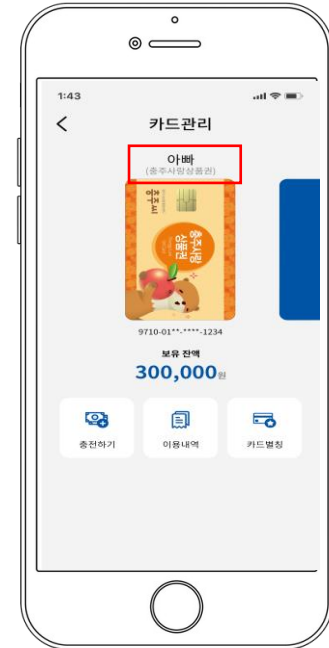 1:43
카드관리
아빠
(충주사랑상품권)
충주씨
충주사랑
상품권
9710-01**-****-1234
보유 잔액
300,000원
충전하기
이용내역
카드별칭